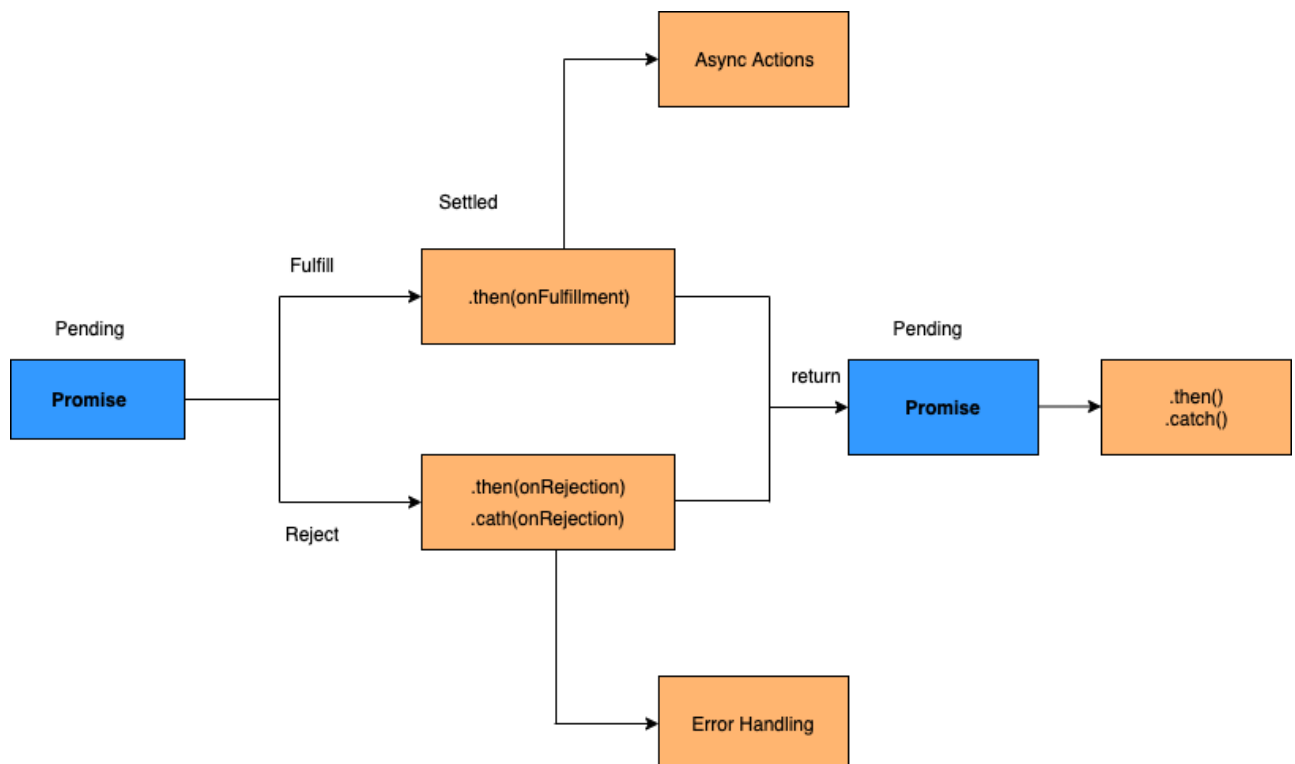 Async Actions
Settled
Fulfill
.then(onFulfillment)
Pending
Promise
Reject
.then(onRejection)
.cath(onRejection)
return
Pending
Promise
.then()
.catch()
Error Handling